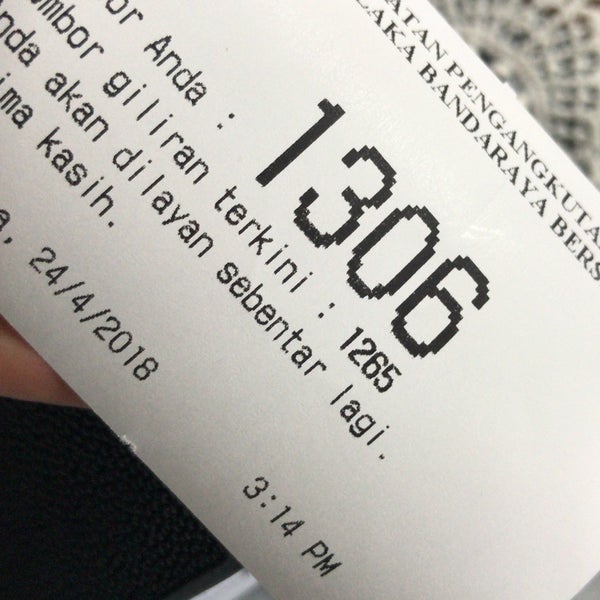 ATAN PENGANGKUTA
LAKA BANDARAYA BERS
or Anda :
1306
ombor giliran terkini : 1265
nda akan dilayan sebentar lagi.
ima kasih.
a, 24/4/2018
3:14 PM